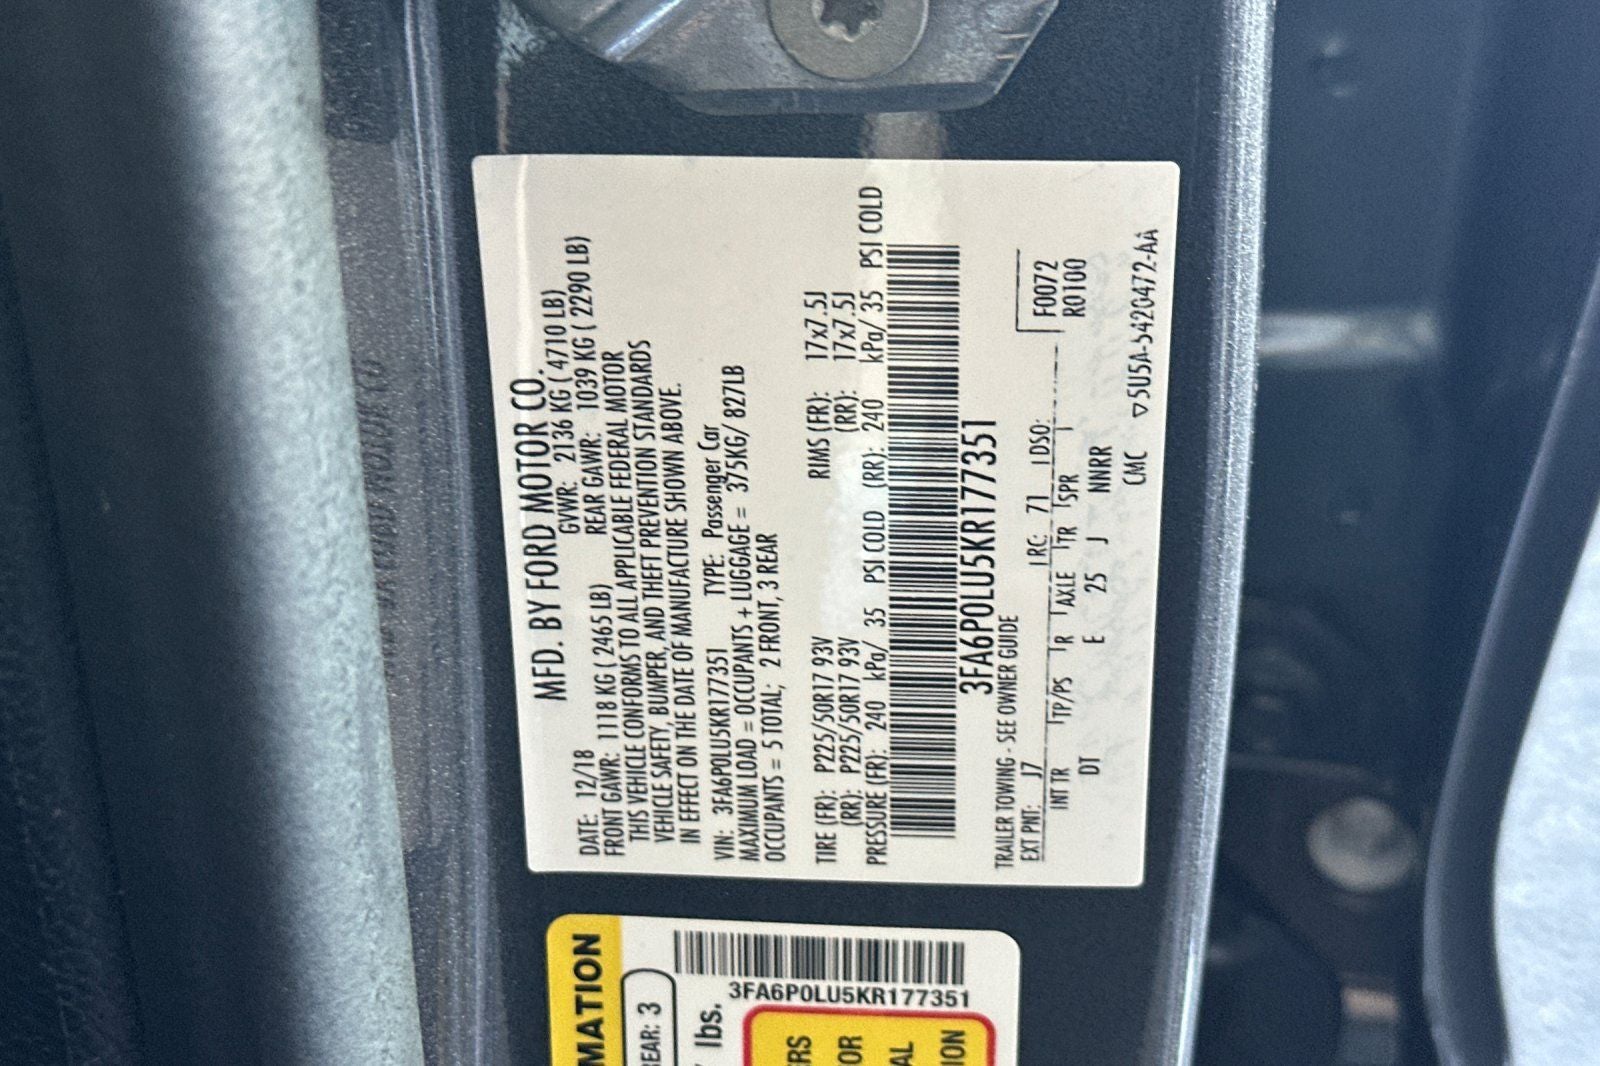 MFD. BY FORD MOTOR CO.
DATE: 12/18 GVWR: 2136 KG ( 4710 LB)
FRONT GAWR: 1118 KG ( 2465 LB) REAR GAWR: 1039 KG ( 2290 LB)
THIS VEHICLE CONFORMS TO ALL APPLICABLE FEDERAL MOTOR
VEHICLE SAFETY, BUMPER, AND THEFT PREVENTION STANDARDS
IN EFFECT ON THE DATE OF MANUFACTURE SHOWN ABOVE.
VIN: 3FA6P0LU5KR177351 TYPE: Passenger Car
MAXIMUM LOAD = OCCUPANTS + LUGGAGE = 375KG/ 827LB
OCCUPANTS = 5 TOTAL; 2 FRONT, 3 REAR
TIRE (FR): P225/50R17 93V RIMS (FR): 17x7.5J
(RR): P225/50R17 93V (RR): 17x7.5J
PRESSURE (FR): 240 kPa/ 35 PSI COLD (RR): 240 kPa/ 35 PSI COLD
3FA6P0LU5KR177351
TRAILER TOWING - SEE OWNER GUIDE
EXT PNT: J7 RC: 71 DSO: F0072
INT TR TP/PS R AXLE TR SPR R0100
DT E 25 J NNRR
CMC ▽5U5A-5420472-AA
MATION
REAR: 3
lbs.
3FA6P0LU5KR177351
ERS
OR
AL
ION